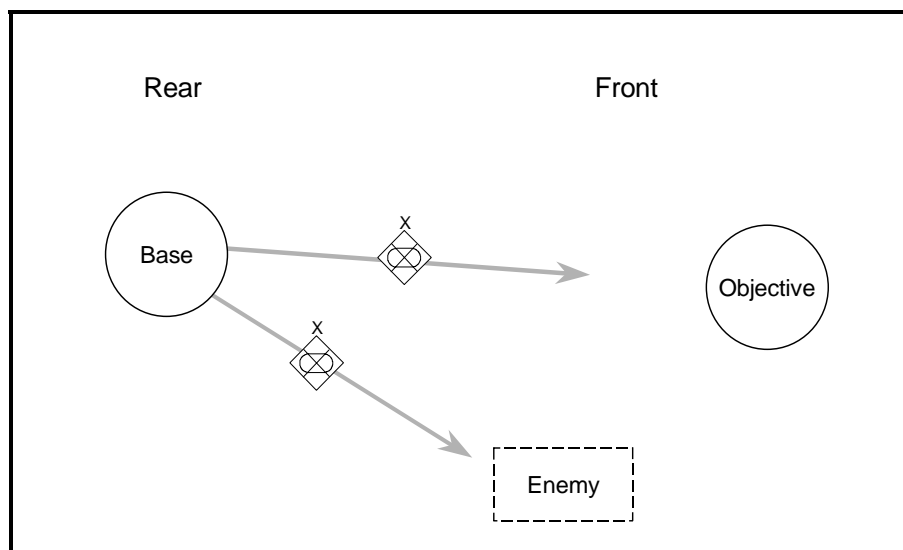 Rear
Front
X
Base
Objective
X
Enemy